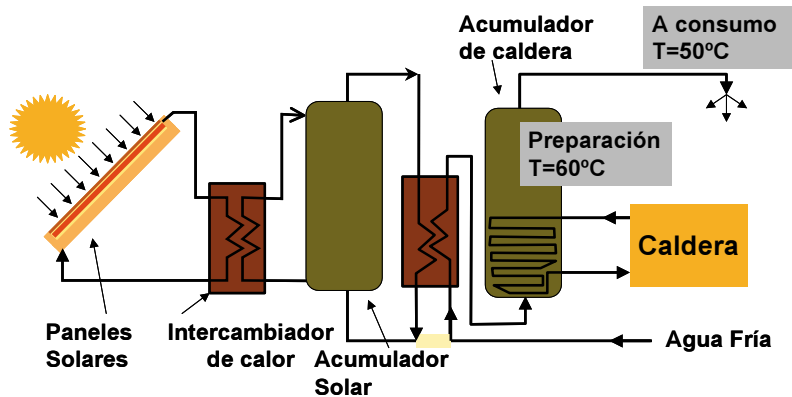 Acumulador
de caldera
A consumo
T=50ºC
Preparación
T=60ºC
Caldera
Paneles
Solares
Intercambiador
de calor
Acumulador
Solar
Agua Fría